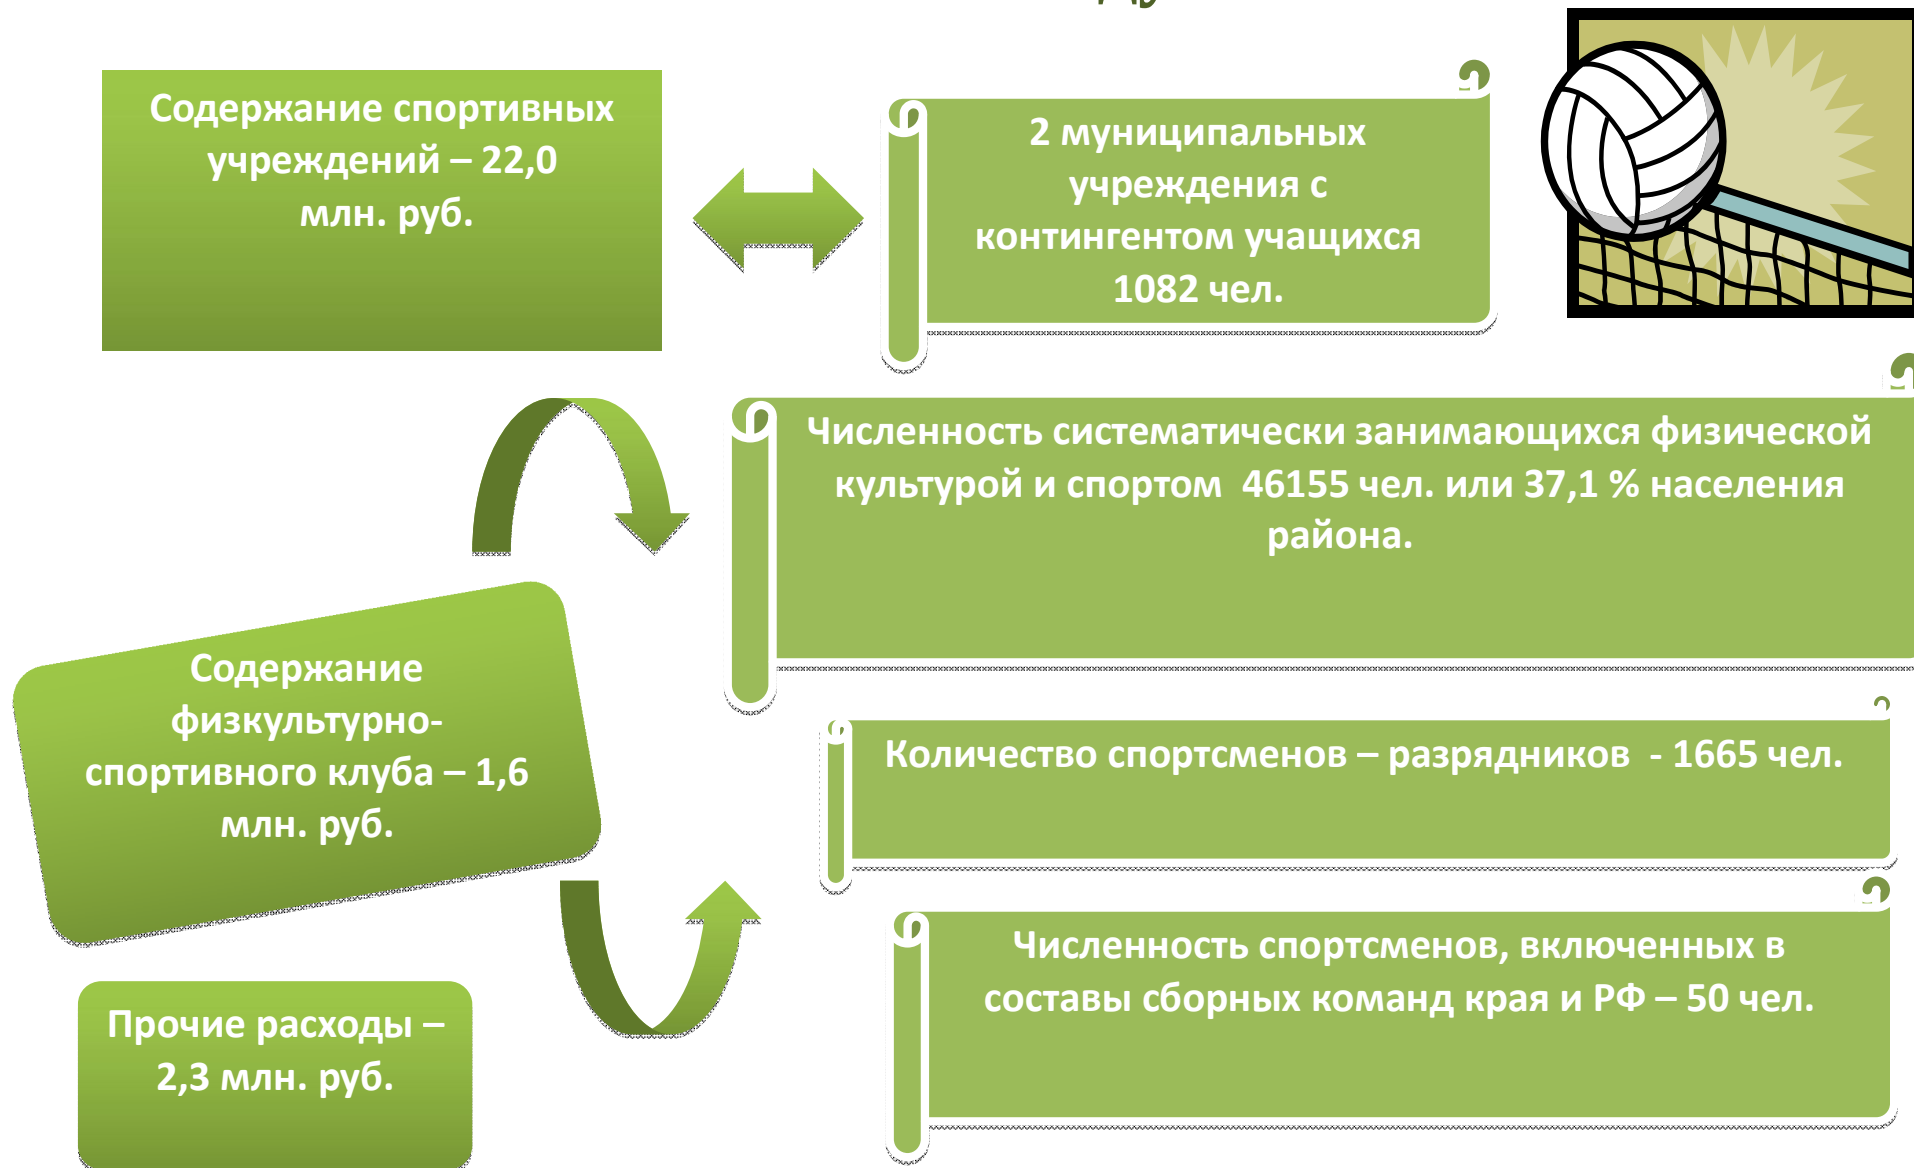 Содержание спортивных
учреждений – 22,0
млн. руб.
2 муниципальных
учреждения с
контингентом учащихся
1082 чел.
Численность систематически занимающихся физической
культурой и спортом 46155 чел. или 37,1 % населения
района.
Содержание
физкультурно-
спортивного клуба – 1,6
млн. руб.
Количество спортсменов – разрядников - 1665 чел.
Численность спортсменов, включенных в
составы сборных команд края и РФ – 50 чел.
Прочие расходы –
2,3 млн. руб.